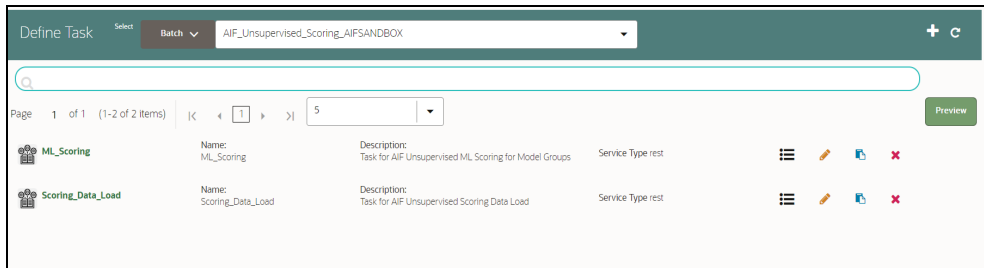 Define Task Select Batch AIF_Unsupervised_Scoring_AIFSANDBOX
Page 1 of 1 (1-2 of 2 items) 1 5 Preview
ML_Scoring Name: Description: Service Type rest
ML_Scoring Task for AIF Unsupervised ML Scoring for Model Groups
Scoring_Data_Load Name: Description: Service Type rest
Scoring_Data_Load Task for AIF Unsupervised Scoring Data Load